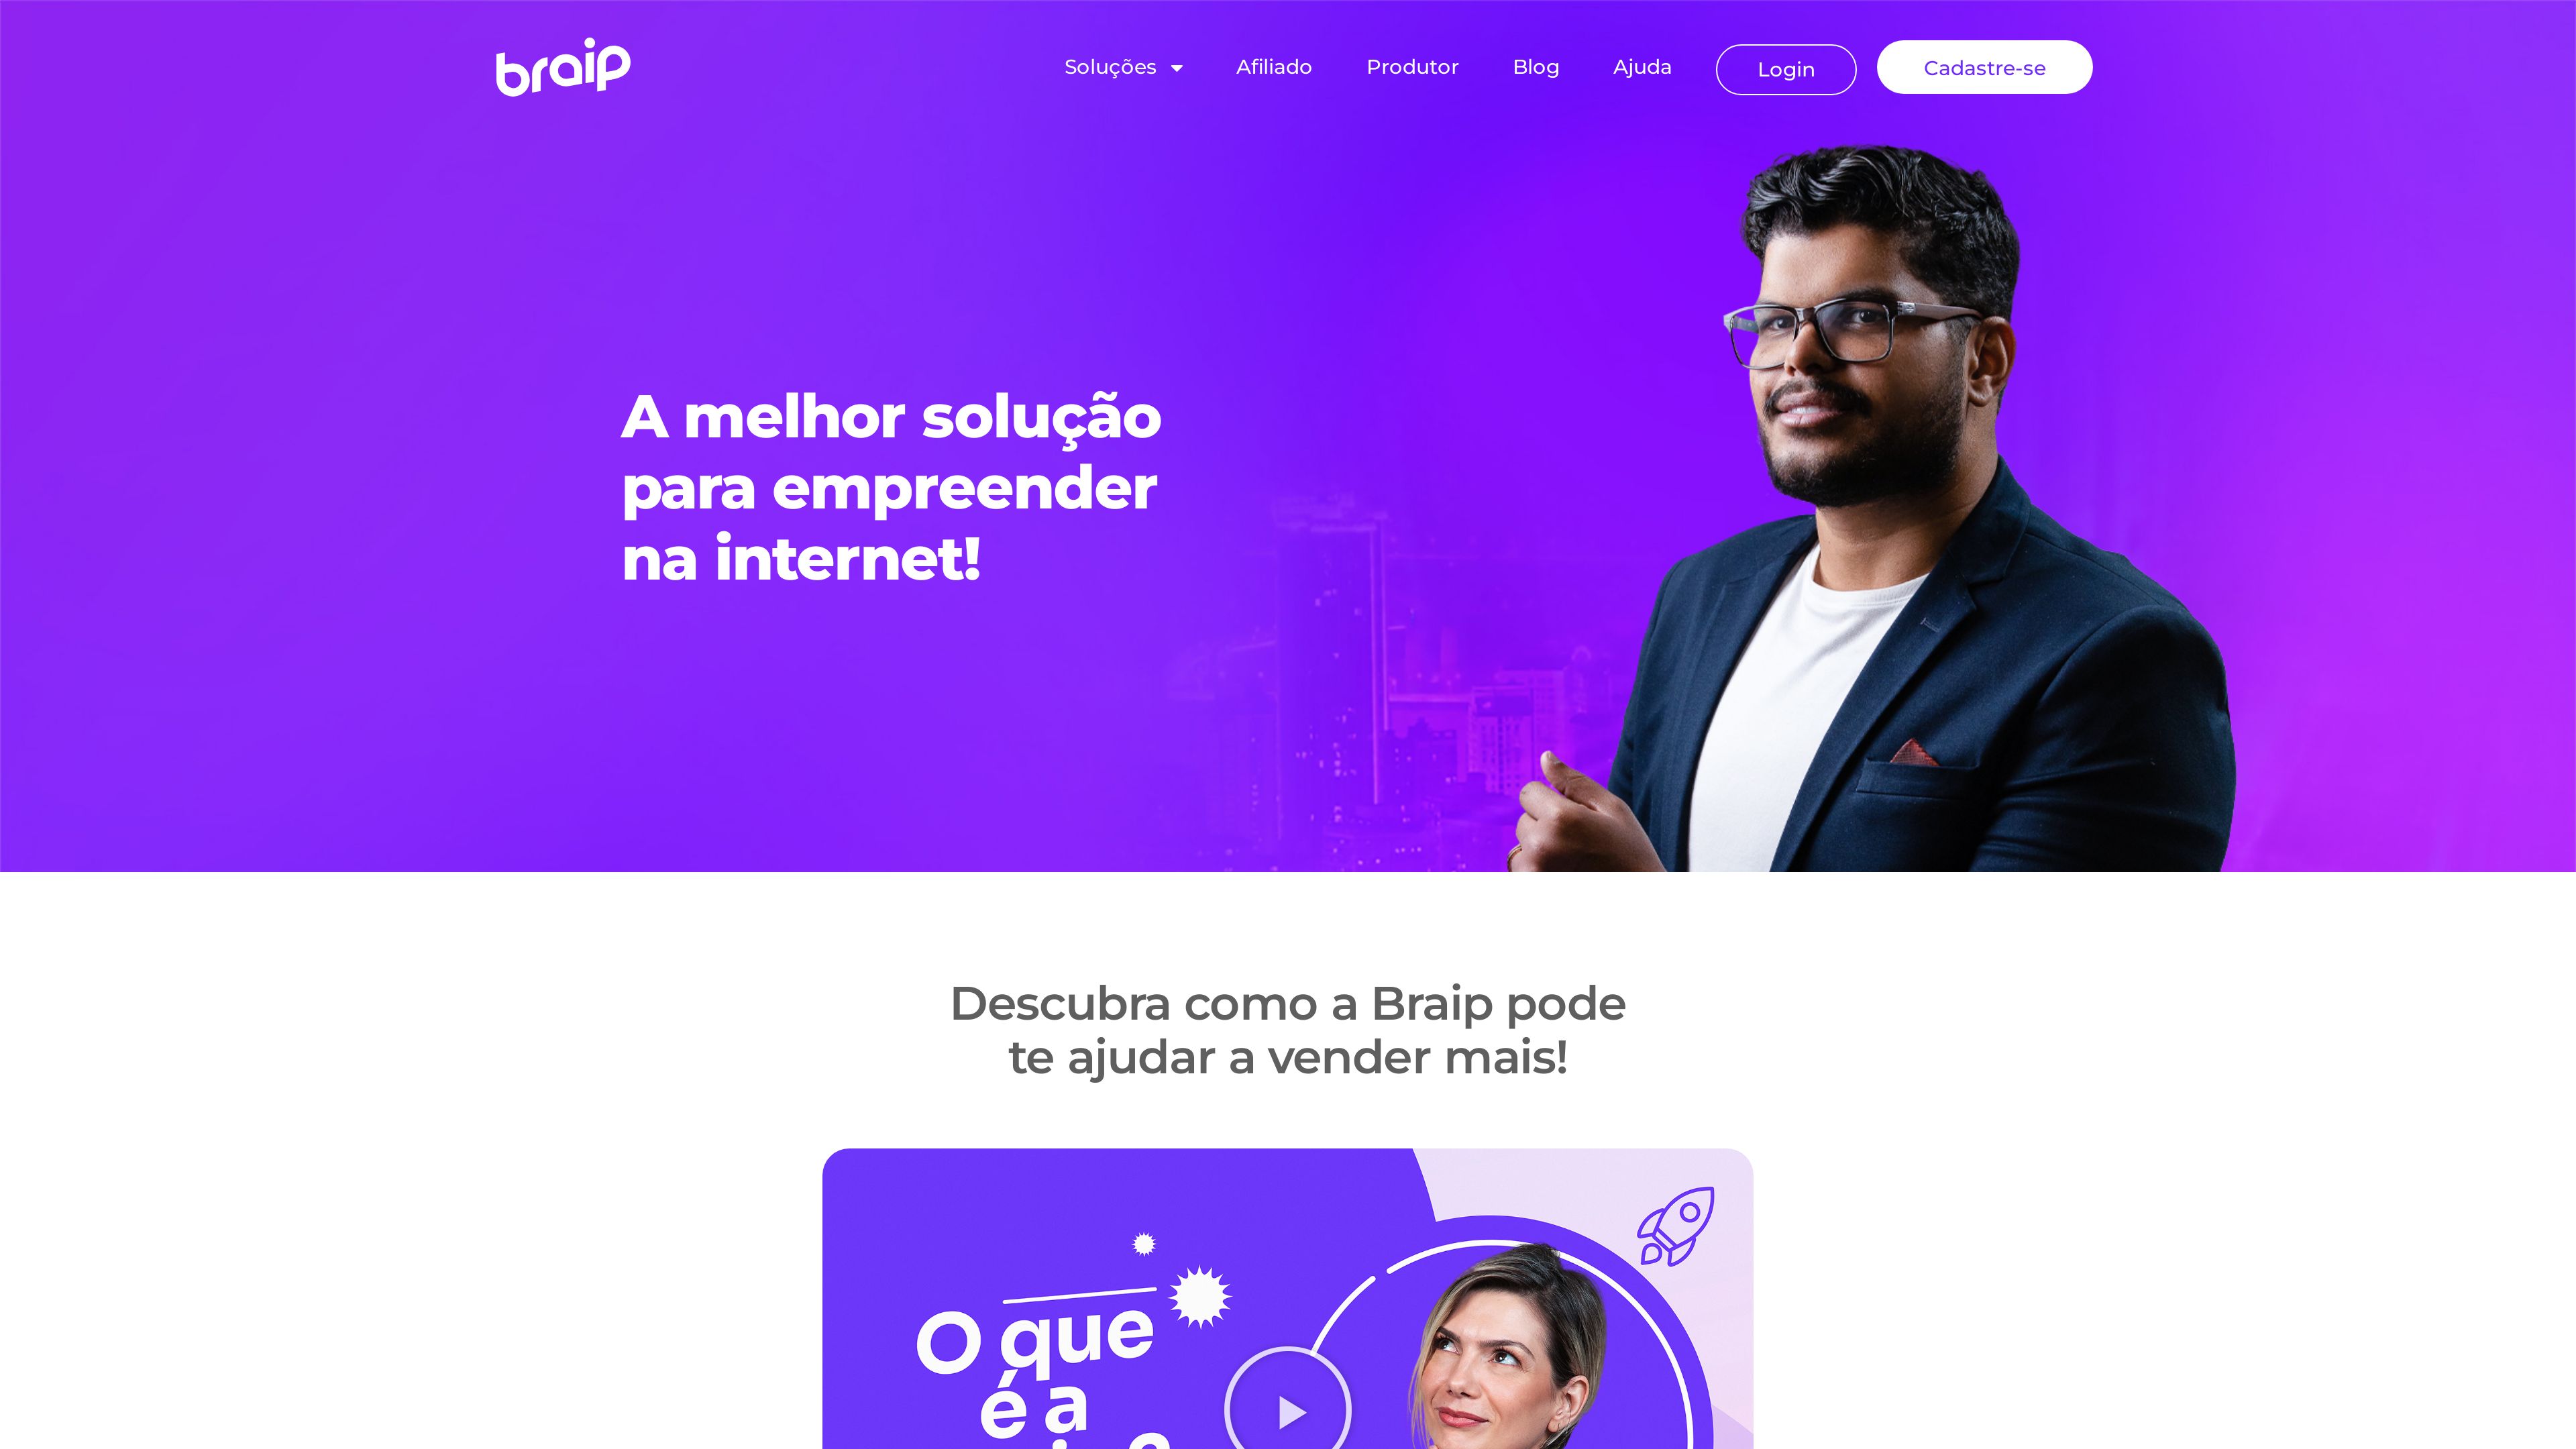 braip
Soluções
Afiliado
Produtor
Blog
Ajuda
Login
Cadastre-se
A melhor solução
para empreender
na internet!
Descubra como a Braip pode
te ajudar a vender mais!
O que
é a